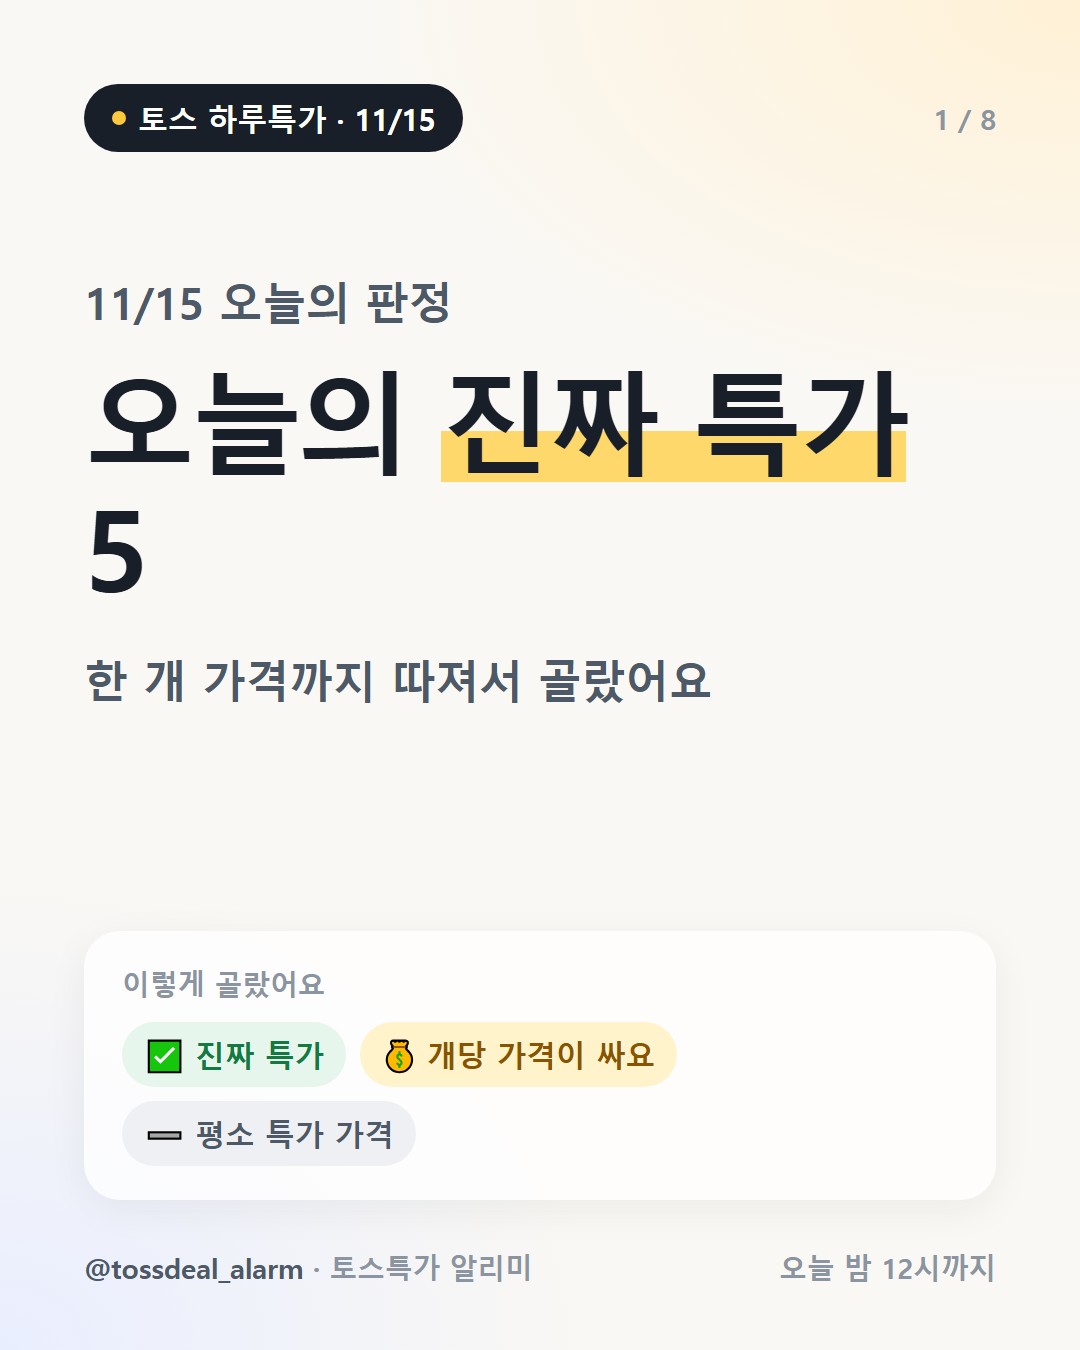 토스 하루특가 · 11/15
1 / 8
11/15 오늘의 판정
오늘의 진짜 특가
5
한 개 가격까지 따져서 골랐어요
이렇게 골랐어요
✅ 진짜 특가
💰 개당 가격이 싸요
➖ 평소 특가 가격
@tossdeal_alarm · 토스특가 알리미
오늘 밤 12시까지